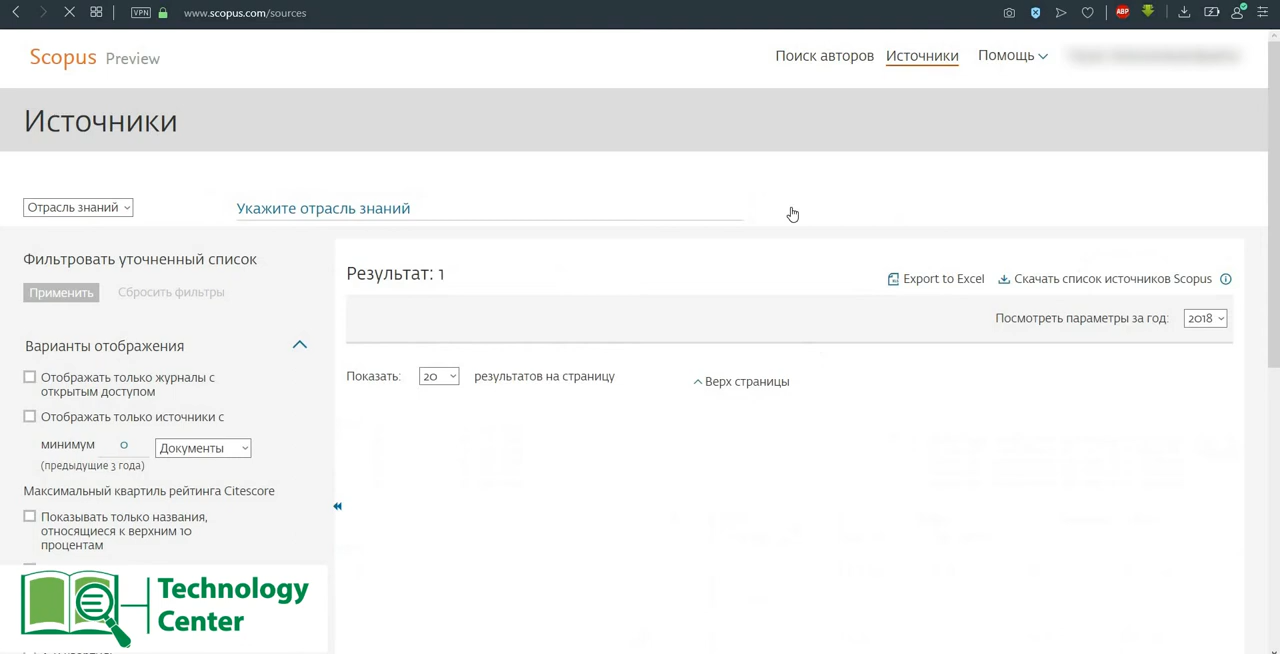 VPN
www.scopus.com/sources
ABP
Scopus Preview
Поиск авторов Источники Помощь
Источники
Отрасль знаний
Укажите отрасль знаний
Фильтровать уточненный список
Применить Сбросить фильтры
Варианты отображения
Отображать только журналы с
открытым доступом
Отображать только источники с
минимум 0 Документы
(предыдущие 3 года)
Максимальный квартиль рейтинга Citescore
Показывать только названия,
относящиеся к верхним 10
процентам
Результат: 1
Export to Excel Скачать список источников Scopus
Посмотреть параметры за год: 2018
Показать: 20 результатов на страницу
Верх страницы
Technology
Center